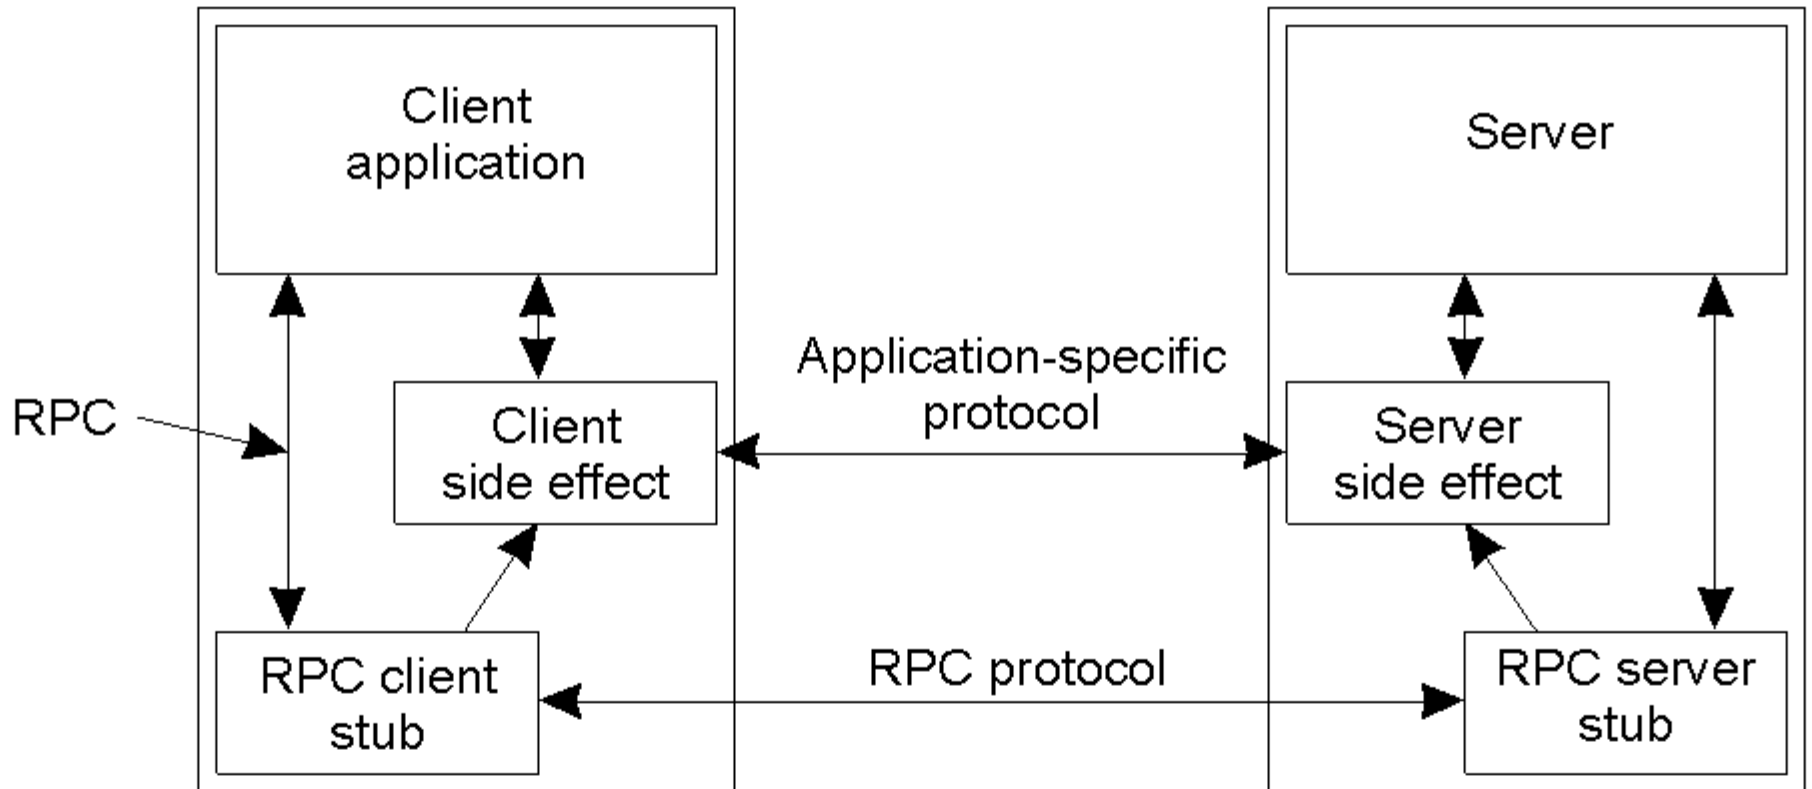 Client
application
Server
Application-specific
protocol
RPC
Client
side effect
Server
side effect
RPC client
stub
RPC protocol
RPC server
stub